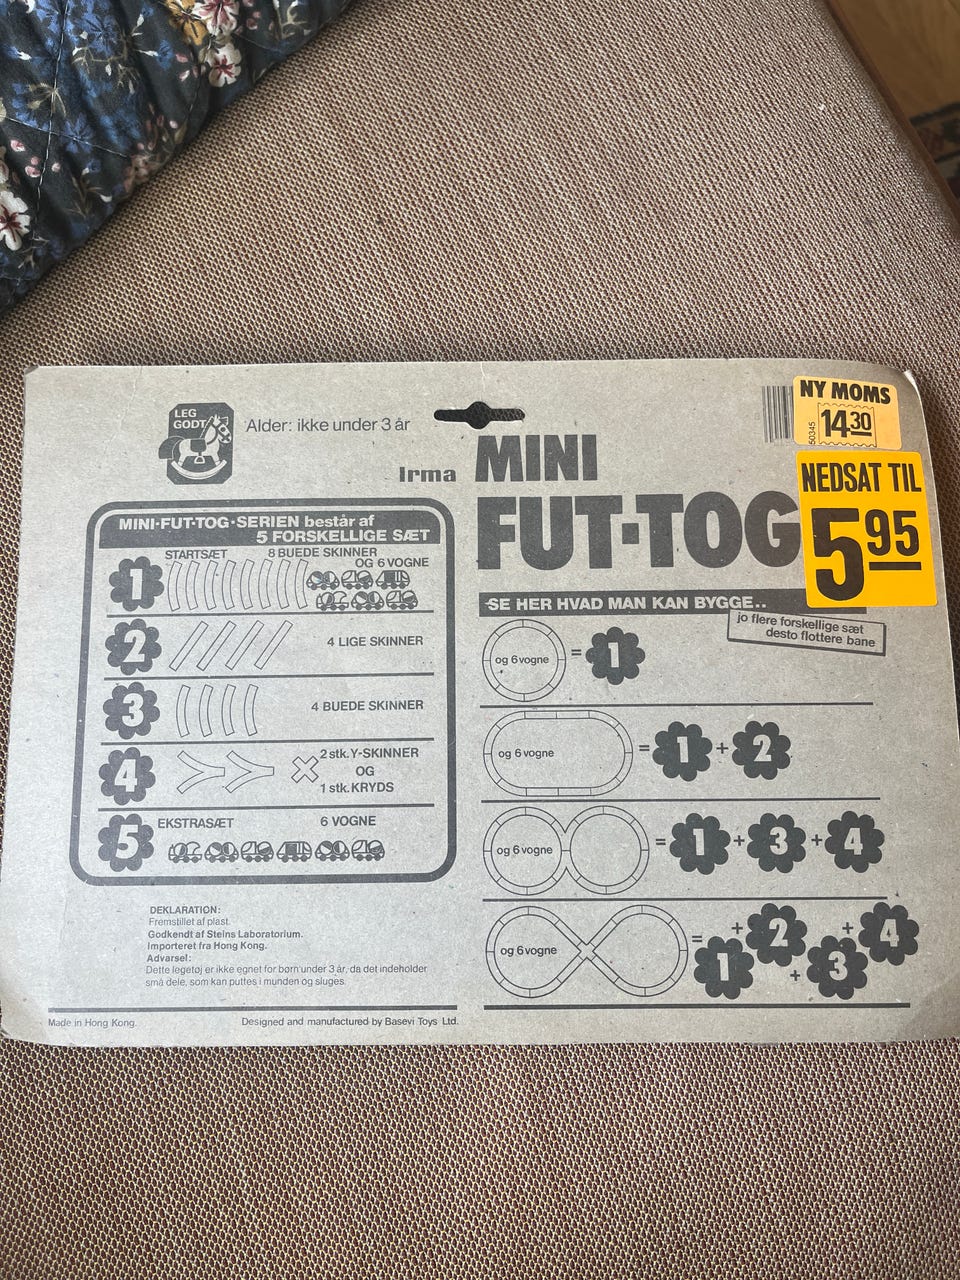 LEG
GODT
Alder: ikke under 3 år
Irma
MINI
FUT-TOG
NY MOMS
50345
14.30
NEDSAT TIL
5.95
MINI-FUT-TOG-SERIEN består af
5 FORSKELLIGE SÆT
1
STARTSÆT
8 BUEDE SKINNER
OG 6 VOGNE
2
4 LIGE SKINNER
3
4 BUEDE SKINNER
4
2 stk. Y-SKINNER
OG
1 stk. KRYDS
5
EKSTRASÆT
6 VOGNE
DEKLARATION:
Fremstillet af plast.
Godkendt af Steins Laboratorium.
Importeret fra Hong Kong.
Advarsel:
Dette legetøj er ikke egnet for børn under 3 år, da det indeholder
små dele, som kan puttes i munden og sluges.
Made in Hong Kong.
Designed and manufactured by Basevi Toys Ltd.
SE HER HVAD MAN KAN BYGGE..
jo flere forskellige sæt
desto flottere bane
og 6 vogne = 1
og 6 vogne = 1 + 2
og 6 vogne = 1 + 3 + 4
og 6 vogne = 1 + 2 + 3 + 4